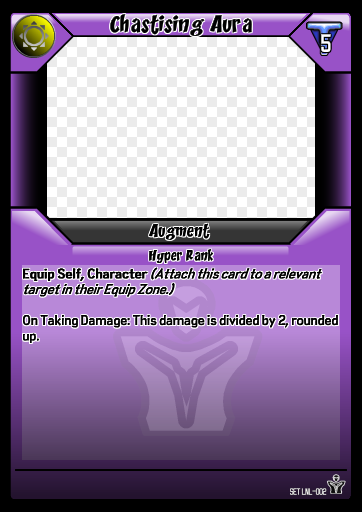 Chastising Aura
5
Augment
Hyper Rank
Equip Self, Character (Attach this card to a relevant
target in their Equip Zone.)
On Taking Damage: This damage is divided by 2, rounded
up.
SET LNL-002